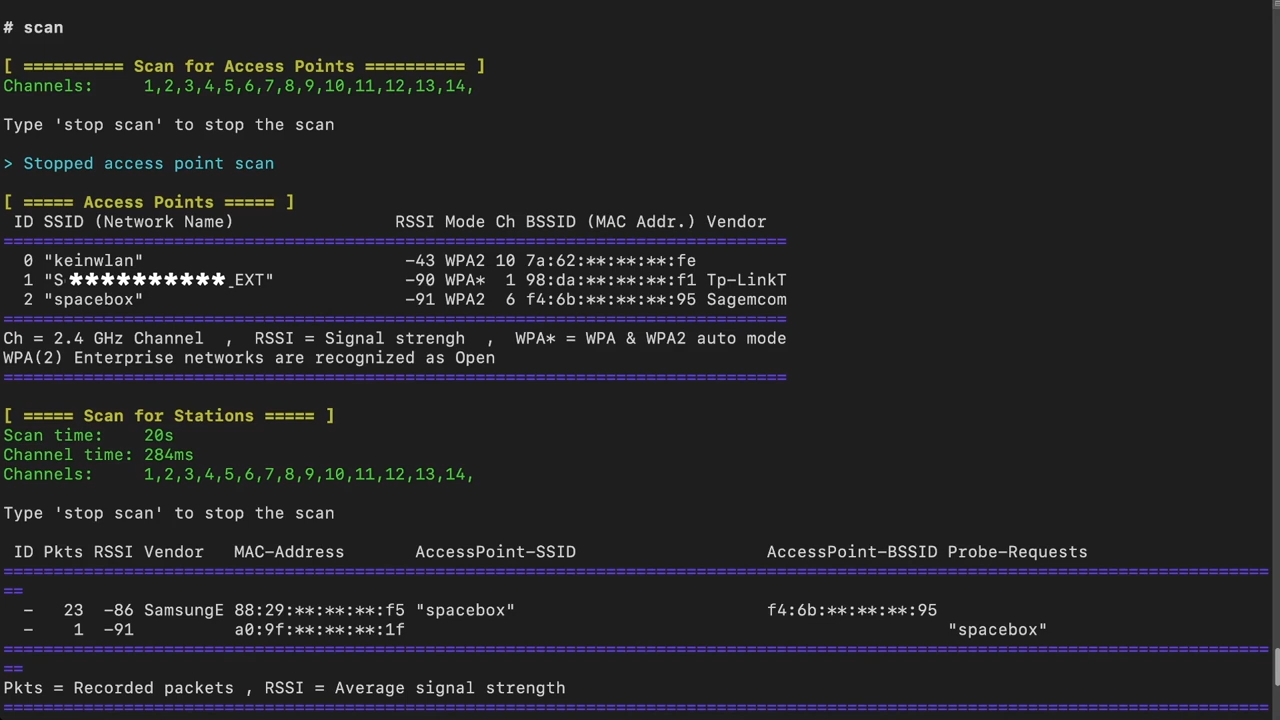 # scan
[ ========== Scan for Access Points ========== ]
Channels:     1,2,3,4,5,6,7,8,9,10,11,12,13,14,
Type 'stop scan' to stop the scan
> Stopped access point scan
[ ===== Access Points ===== ]
ID SSID (Network Name)                RSSI Mode Ch BSSID (MAC Addr.) Vendor
==============================================================================
0 "keinwlan"                          -43 WPA2 10 7a:62:**:**:**:fe
1 "S**********_EXT"                   -90 WPA*  1 98:da:**:**:**:f1 Tp-LinkT
2 "spacebox"                          -91 WPA2  6 f4:6b:**:**:**:95 Sagemcom
==============================================================================
Ch = 2.4 GHz Channel  ,  RSSI = Signal strengh  ,  WPA* = WPA & WPA2 auto mode
WPA(2) Enterprise networks are recognized as Open
==============================================================================
[ ===== Scan for Stations ===== ]
Scan time:    20s
Channel time: 284ms
Channels:     1,2,3,4,5,6,7,8,9,10,11,12,13,14,
Type 'stop scan' to stop the scan
ID Pkts RSSI Vendor   MAC-Address       AccessPoint-SSID                   AccessPoint-BSSID Probe-Requests
==============================================================================================================================
==
-   23  -86 SamsungE 88:29:**:**:**:f5 "spacebox"                         f4:6b:**:**:**:95
-    1  -91          a0:9f:**:**:**:1f                                                      "spacebox"
==============================================================================================================================
==
Pkts = Recorded packets , RSSI = Average signal strength
==============================================================================================================================